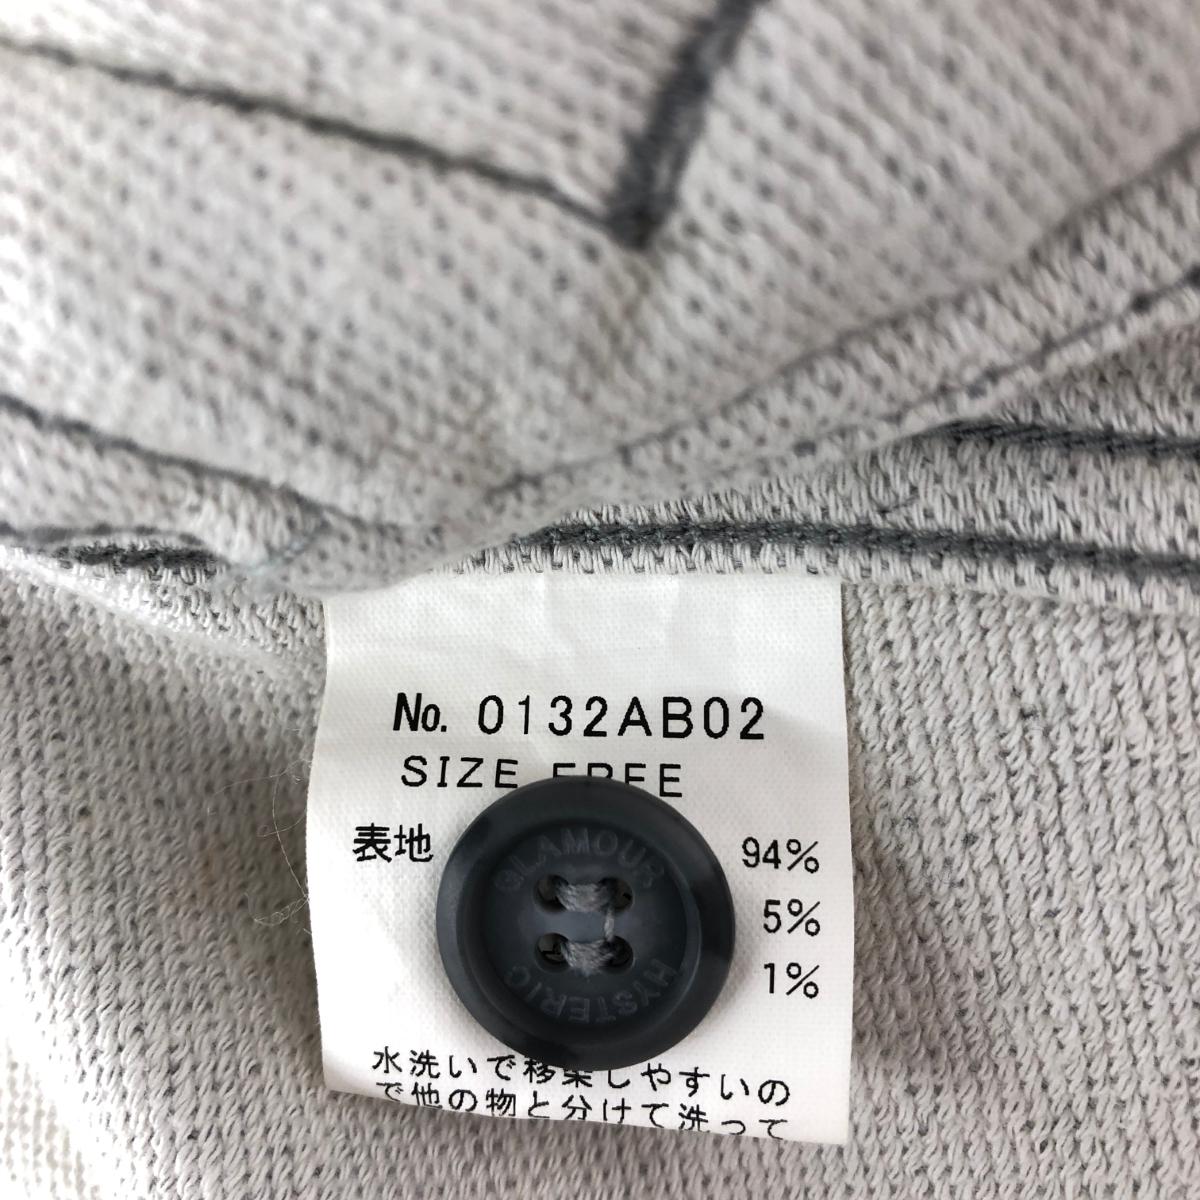 No. 0132AB02
SIZE FREE
表地 94%
5%
1%
GLAMOUR
HYSTERIC
水洗いで移染しやすいの
で他の物と分けて洗って